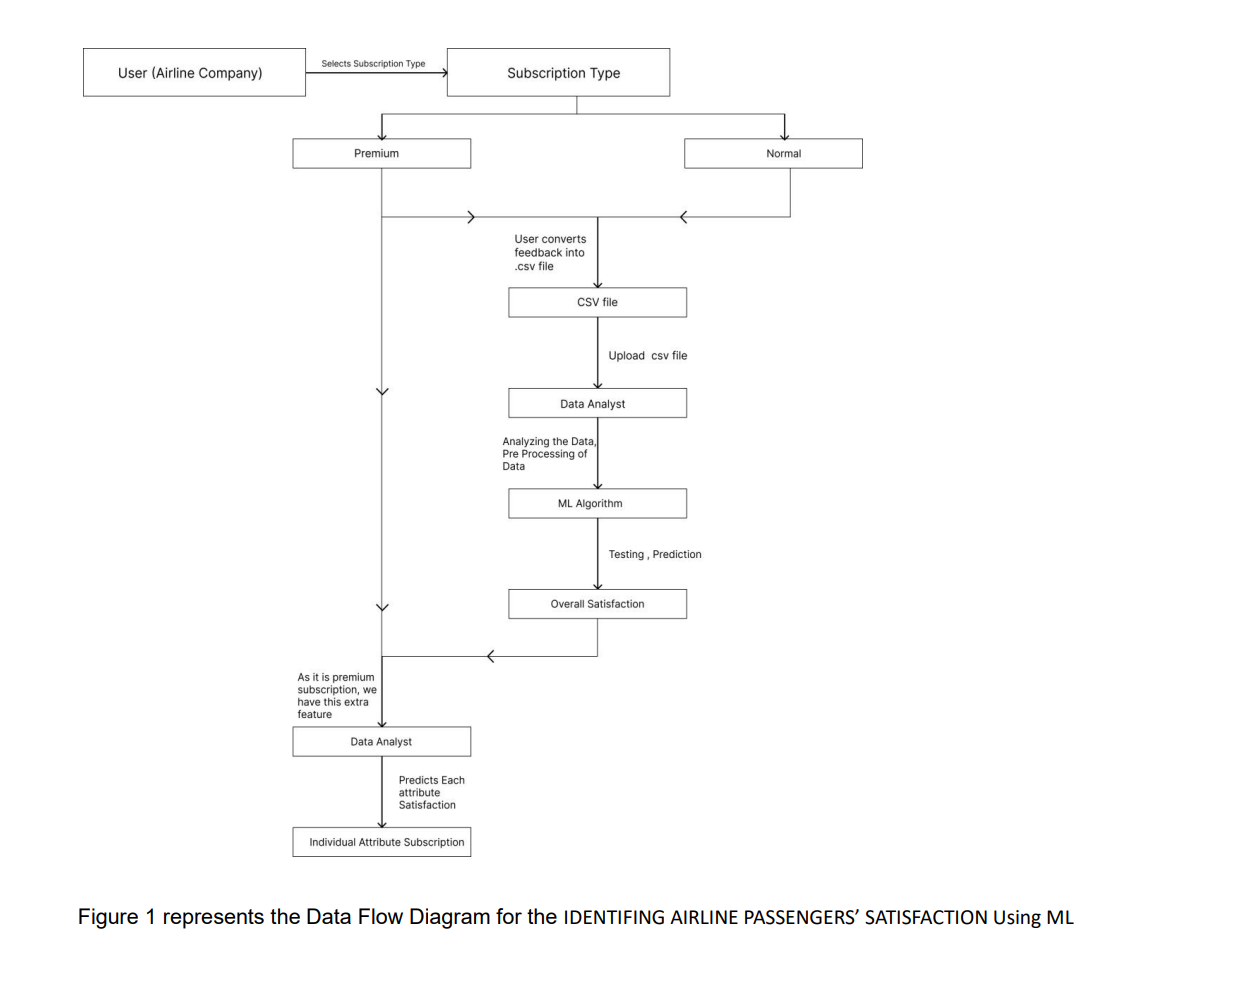 User (Airline Company)
Selects Subscription Type
Subscription Type
Premium
Normal
User converts
feedback into
.csv file
CSV file
Upload csv file
Data Analyst
Analyzing the Data,
Pre Processing of
Data
ML Algorithm
Testing , Prediction
Overall Satisfaction
As it is premium
subscription, we
have this extra
feature
Data Analyst
Predicts Each
attribute
Satisfaction
Individual Attribute Subscription
Figure 1 represents the Data Flow Diagram for the IDENTIFING AIRLINE PASSENGERS’ SATISFACTION Using ML